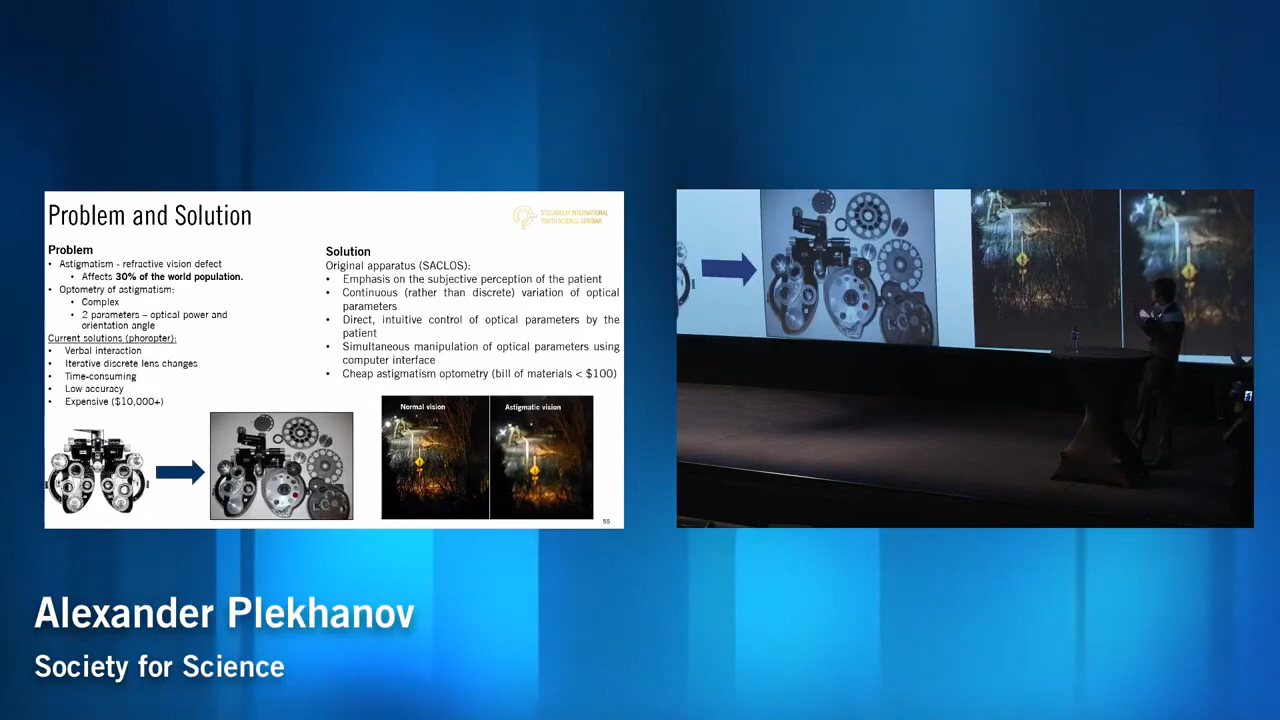 Problem and Solution
STOCKHOLM INTERNATIONAL
YOUTH SCIENCE SEMINAR
Problem
• Astigmatism - refractive vision defect
• Affects 30% of the world population.
• Optometry of astigmatism:
• Complex
• 2 parameters – optical power and
orientation angle
Current solutions (phoropter):
• Verbal interaction
• Iterative discrete lens changes
• Time-consuming
• Low accuracy
• Expensive ($10,000+)
Solution
Original apparatus (SACLOS):
• Emphasis on the subjective perception of the patient
• Continuous (rather than discrete) variation of optical
parameters
• Direct, intuitive control of optical parameters by the
patient
• Simultaneous manipulation of optical parameters using
computer interface
• Cheap astigmatism optometry (bill of materials < $100)
Normal vision
Astigmatic vision
55
Alexander Plekhanov
Society for Science